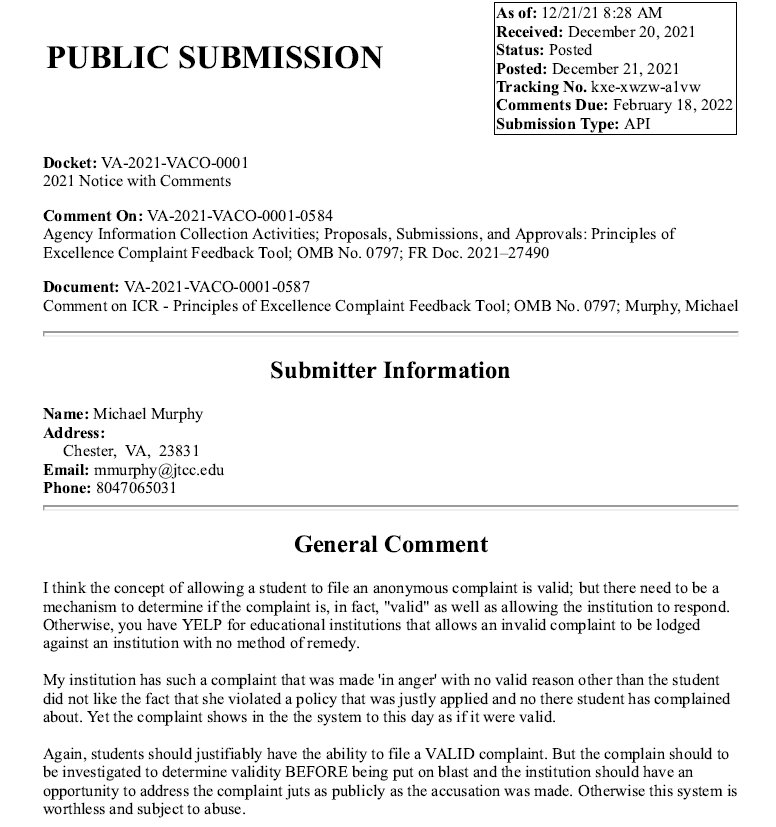 PUBLIC SUBMISSION
As of: 12/21/21 8:28 AM
Received: December 20, 2021
Status: Posted
Posted: December 21, 2021
Tracking No. kxe-xwzw-a1vw
Comments Due: February 18, 2022
Submission Type: API
Docket: VA-2021-VACO-0001
2021 Notice with Comments
Comment On: VA-2021-VACO-0001-0584
Agency Information Collection Activities; Proposals, Submissions, and Approvals: Principles of
Excellence Complaint Feedback Tool; OMB No. 0797; FR Doc. 2021–27490
Document: VA-2021-VACO-0001-0587
Comment on ICR - Principles of Excellence Complaint Feedback Tool; OMB No. 0797; Murphy, Michael
Submitter Information
Name: Michael Murphy
Address:
Chester, VA, 23831
Email: mmurphy@jtcc.edu
Phone: 8047065031
General Comment
I think the concept of allowing a student to file an anonymous complaint is valid; but there need to be a
mechanism to determine if the complaint is, in fact, "valid" as well as allowing the institution to respond.
Otherwise, you have YELP for educational institutions that allows an invalid complaint to be lodged
against an institution with no method of remedy.
My institution has such a complaint that was made 'in anger' with no valid reason other than the student
did not like the fact that she violated a policy that was justly applied and no there student has complained
about. Yet the complaint shows in the the system to this day as if it were valid.
Again, students should justifiably have the ability to file a VALID complaint. But the complain should to
be investigated to determine validity BEFORE being put on blast and the institution should have an
opportunity to address the complaint juts as publicly as the accusation was made. Otherwise this system is
worthless and subject to abuse.